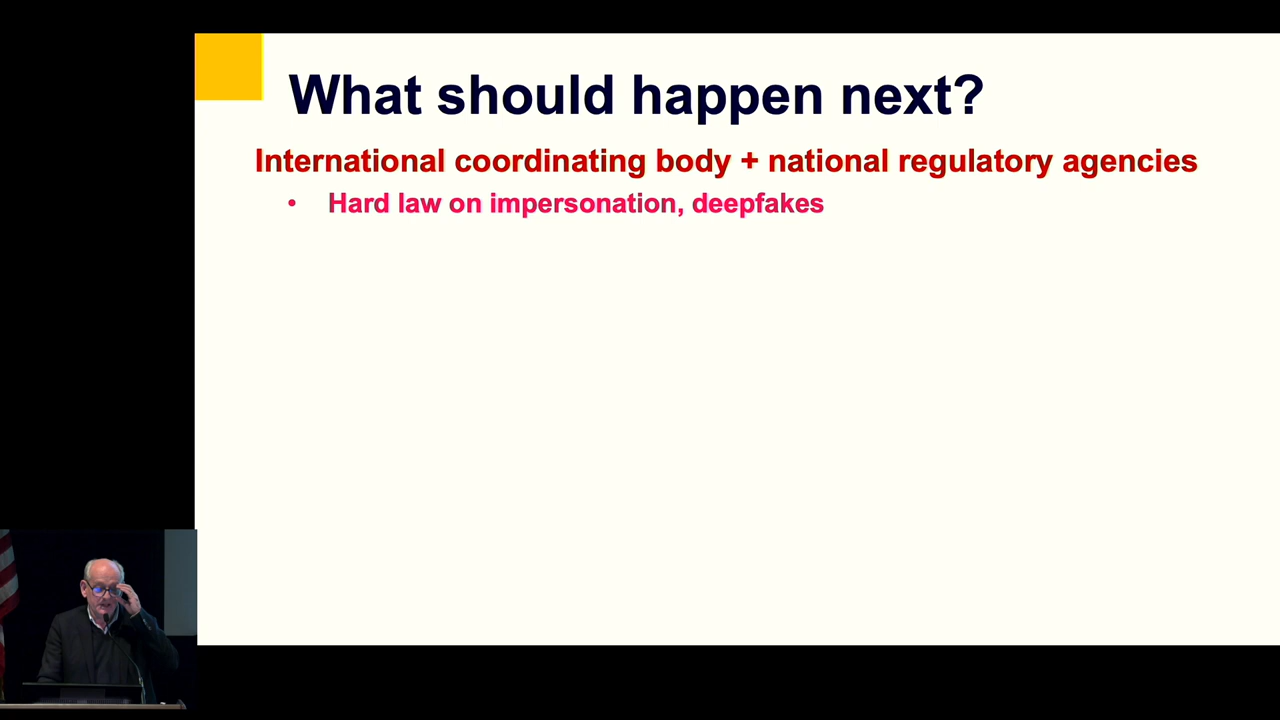 What should happen next?
International coordinating body + national regulatory agencies
• Hard law on impersonation, deepfakes